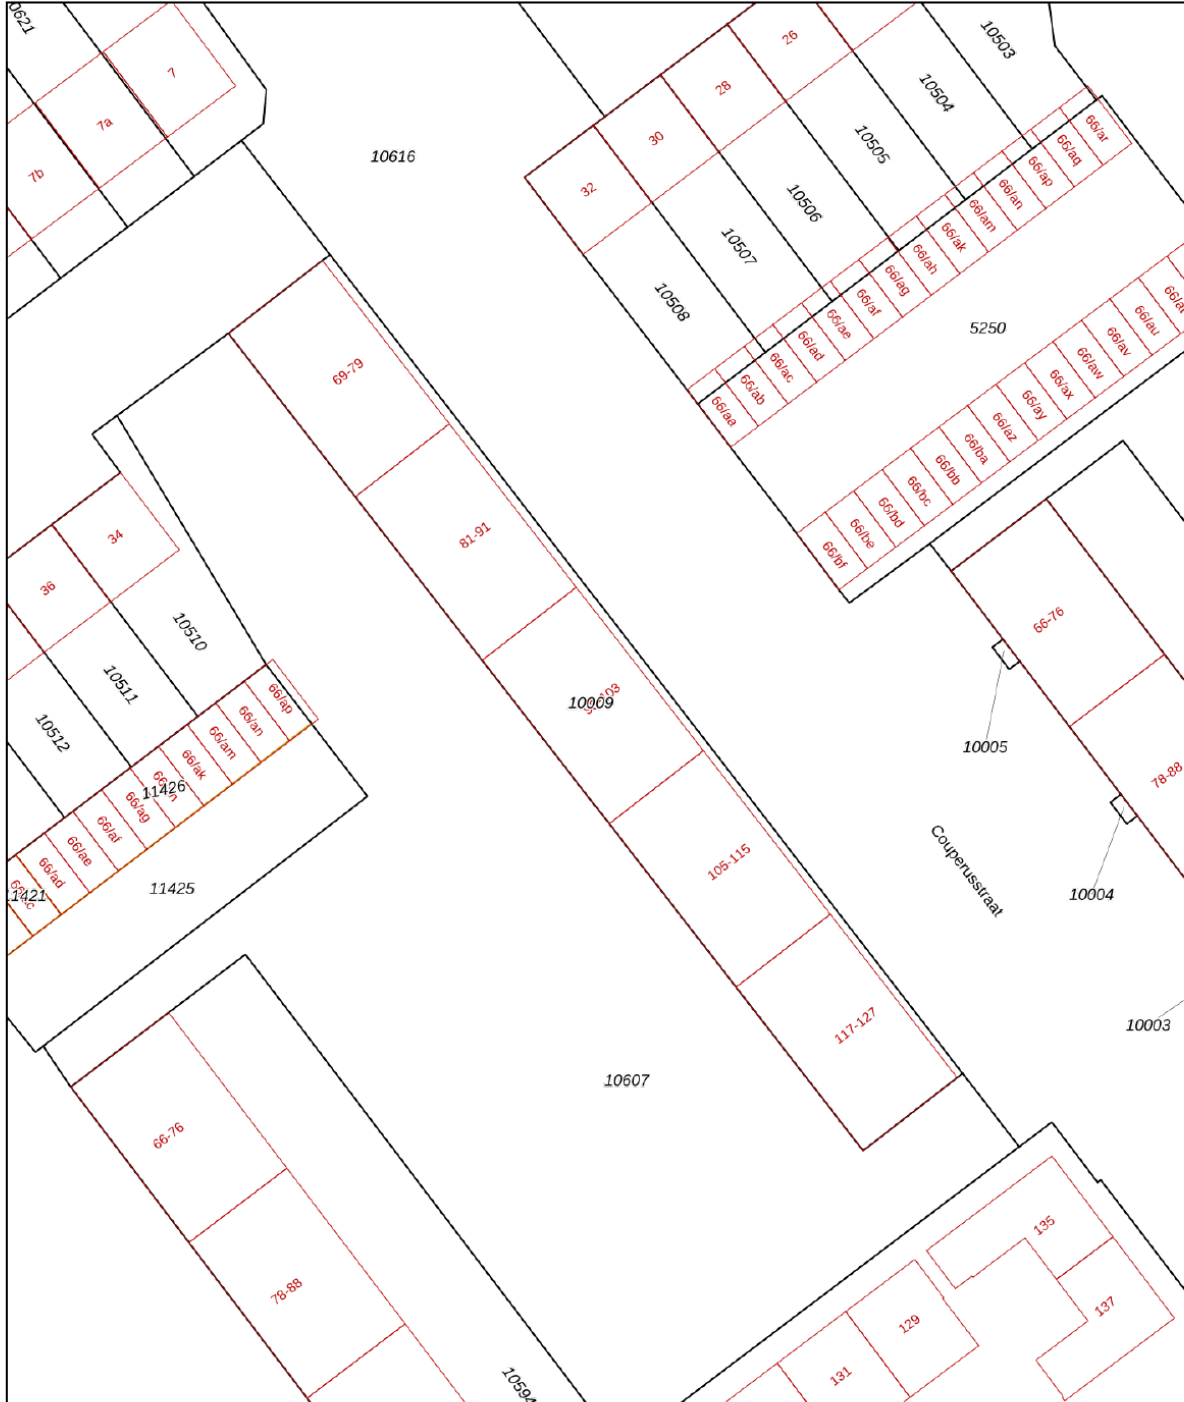 10503
26
7
10504
28
7a
30
66/ar
10505
66/aq
10616
66/ap
7b
32
66/an
10506
66/am
66/ak
10507
66/ah
66/ag
10508
66/af
66/ae
5250
66/au
66/ad
66/av
66/ac
66/aw
69-79
66/ab
66/ax
66/aa
66/ay
66/az
66/ba
66/bb
66/bc
81-91
34
66/bd
66/be
66/bf
36
66-76
10510
10511
66/ap
10009
66/an
10512
66/am
10005
66/ak
78-88
11426
66/ag
66/af
66/ae
105-115
66/ad
Couperusstraat
11425
10004
11421
117-127
10003
10607
66-76
135
78-88
137
129
131
10594